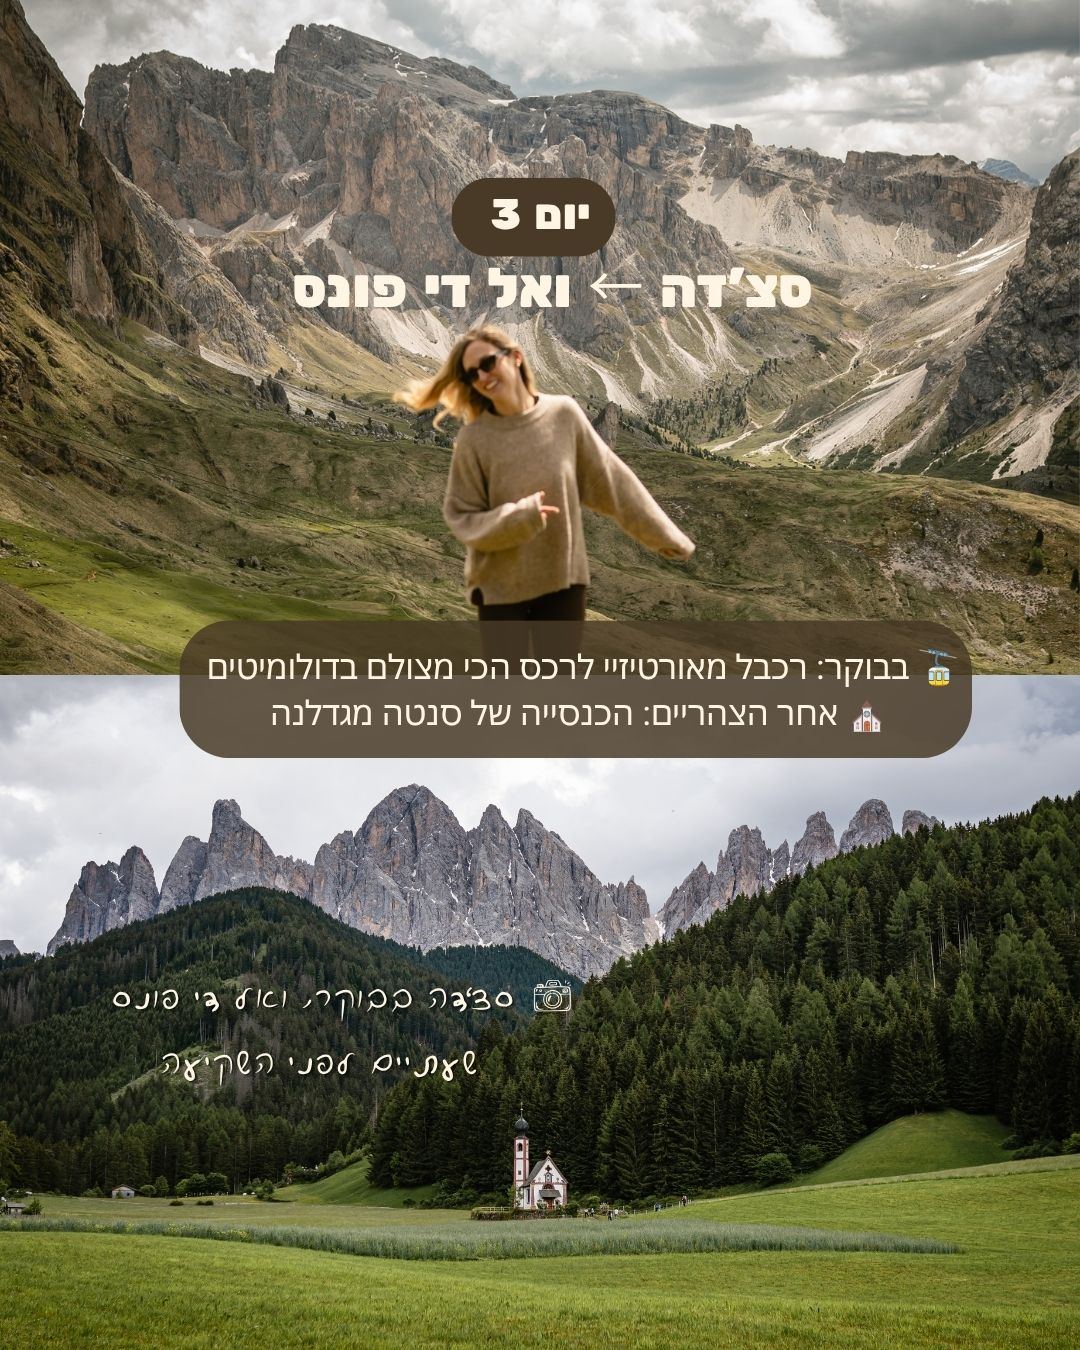 יום 3
סצ'דה ← ואל די פונס
🚡 בבוקר: רכבל מאורטיזיי לרכס הכי מצולם בדולומיטים
⛪ אחר הצהריים: הכנסייה של סנטה מגדלנה
📷 סצ'דה בבוקר. ואל די פונס
שעתיים לפני השקיעה